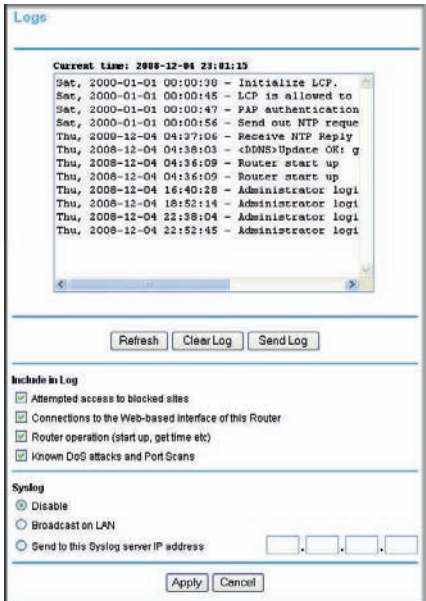 Logs
Current time: 2008-12-04 23:01:15
Sat, 2000-01-01 00:00:38 - Initialize LCP.
Sat, 2000-01-01 00:00:45 - LCP is allowed to
Sat, 2000-01-01 00:00:47 - PAP authentication
Sat, 2000-01-01 00:00:56 - Send out NTP reque
Thu, 2008-12-04 04:37:06 - Receive NTP Reply
Thu, 2008-12-04 04:38:03 - <DDNS>Update OK: g
Thu, 2008-12-04 04:36:09 - Router start up
Thu, 2008-12-04 04:36:09 - Router start up
Thu, 2008-12-04 16:40:28 - Administrator logi
Thu, 2008-12-04 18:52:14 - Administrator logi
Thu, 2008-12-04 22:38:04 - Administrator logi
Thu, 2008-12-04 22:52:45 - Administrator logi
Refresh Clear Log Send Log
Include in Log
Attempted access to blocked sites
Connections to the Web-based interface of this Router
Router operation (start up, get time etc)
Known DoS attacks and Port Scans
Syslog
Disable
Broadcast on LAN
Send to this Syslog server IP address . . .
Apply Cancel